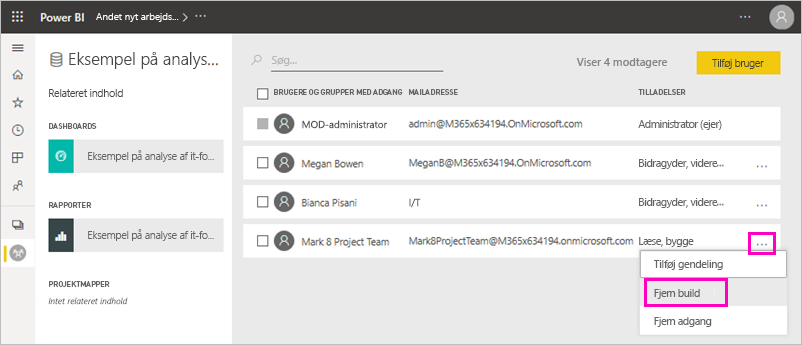 Power BI Andet nyt arbejds... > ...
...
Eksempel på analys...
Relateret indhold
DASHBOARDS
Eksempel på analyse af it-fo...
RAPPORTER
Eksempel på analyse af it-fo...
PROJEKTMAPPER
Intet relateret indhold
Søg...
Viser 4 modtagere
Tilføj bruger
BRUGERE OG GRUPPER MED ADGANG MAILADRESSE TILLADELSER
MOD-administrator admin@M365x634194.OnMicrosoft.com Administrator (ejer)
Megan Bowen MeganB@M365x634194.OnMicrosoft.com Bidragyder, videre... ...
Bianca Pisani I/T Bidragyder, videre... ...
Mark 8 Project Team Mark8ProjectTeam@M365x634194.onmicrosoft.com Læse, bygge ...
Tilføj gendeling
Fjern build
Fjern adgang